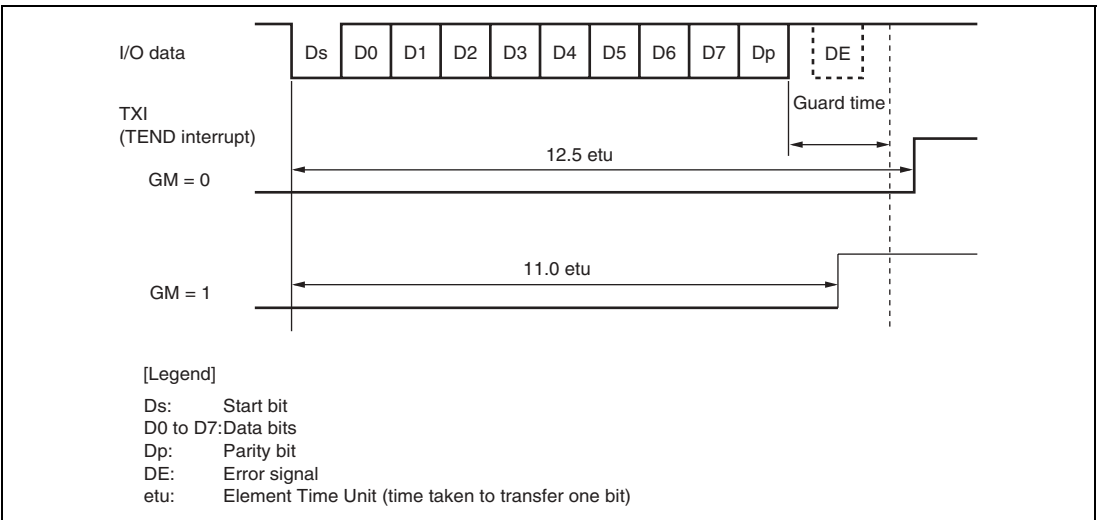 I/O data Ds D0 D1 D2 D3 D4 D5 D6 D7 Dp DE
Guard time
TXI
(TEND interrupt)
12.5 etu
GM = 0
11.0 etu
GM = 1
[Legend]
Ds: Start bit
D0 to D7:Data bits
Dp: Parity bit
DE: Error signal
etu: Element Time Unit (time taken to transfer one bit)